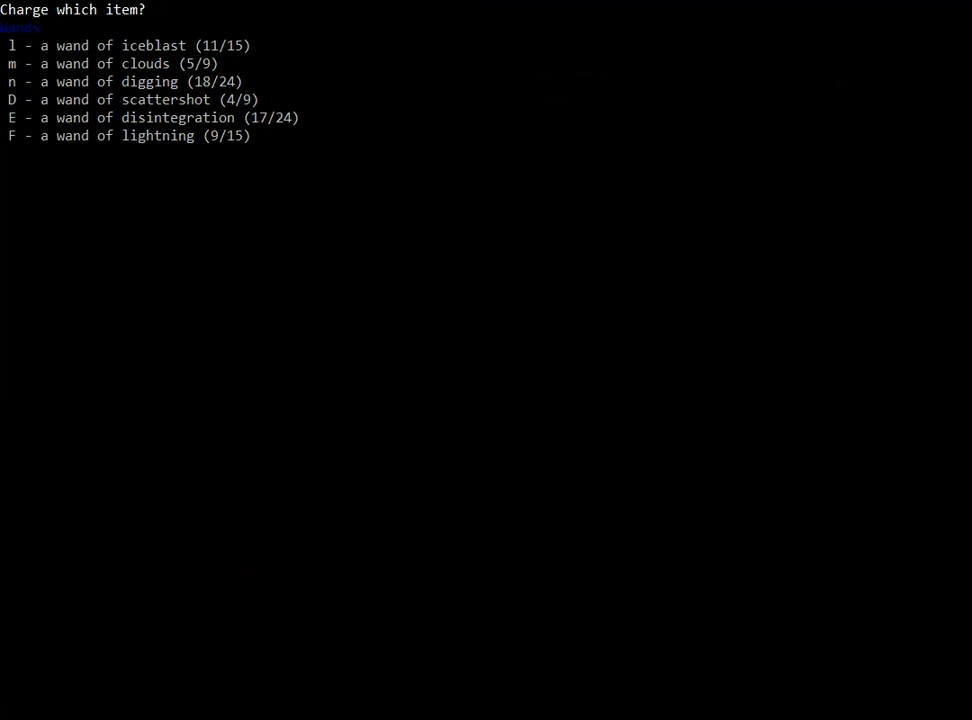 Charge which item?
Wands
l - a wand of iceblast (11/15)
m - a wand of clouds (5/9)
n - a wand of digging (18/24)
D - a wand of scattershot (4/9)
E - a wand of disintegration (17/24)
F - a wand of lightning (9/15)